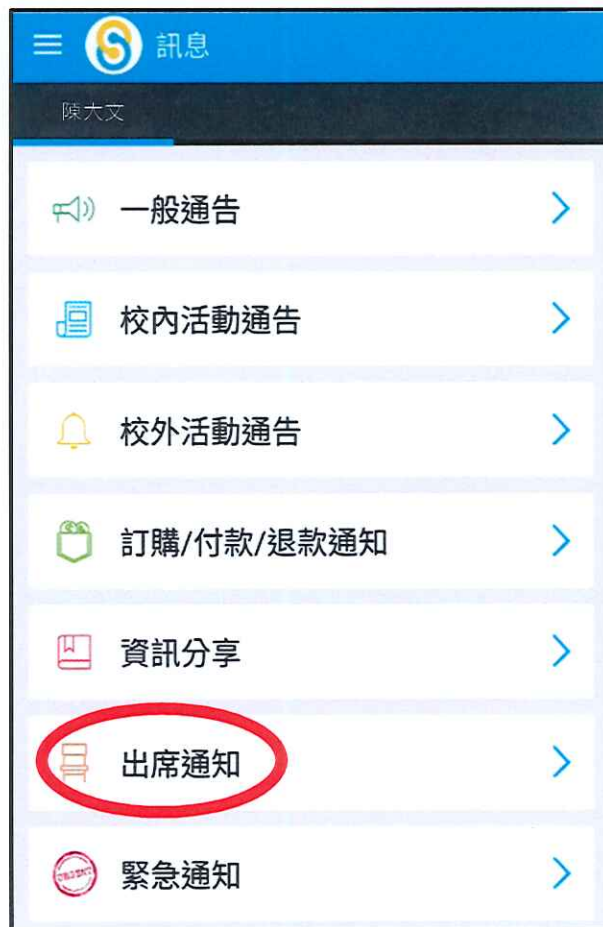 訊息
陳大文
一般通告
校內活動通告
校外活動通告
訂購/付款/退款通知
資訊分享
出席通知
緊急通知